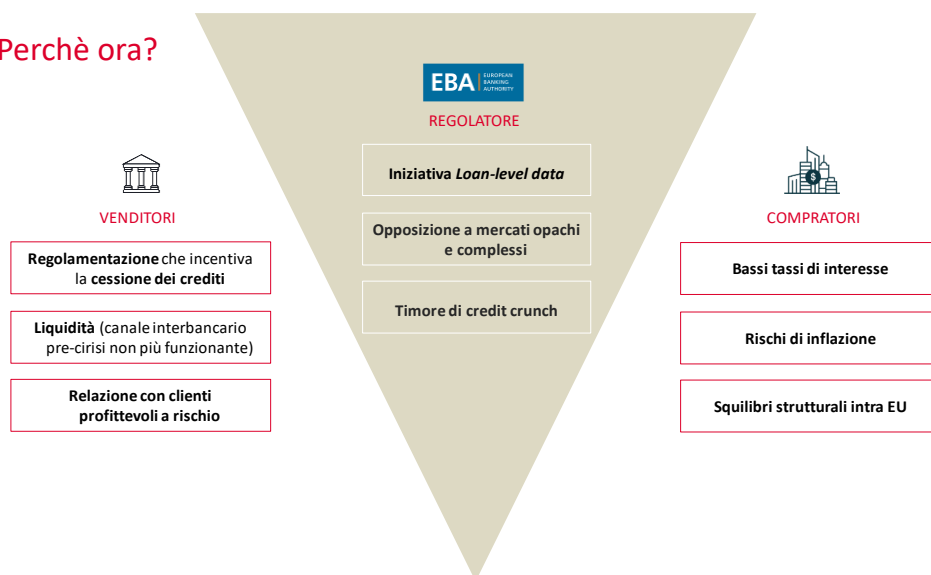 Perchè ora?
EBA EUROPEAN
BANKING
AUTHORITY
REGOLATORE
Iniziativa Loan-level data
Opposizione a mercati opachi
e complessi
Timore di credit crunch
VENDITORI
Regolamentazione che incentiva
la cessione dei crediti
Liquidità (canale interbancario
pre-cirisi non più funzionante)
Relazione con clienti
profittevoli a rischio
$
COMPRATORI
Bassi tassi di interesse
Rischi di inflazione
Squilibri strutturali intra EU